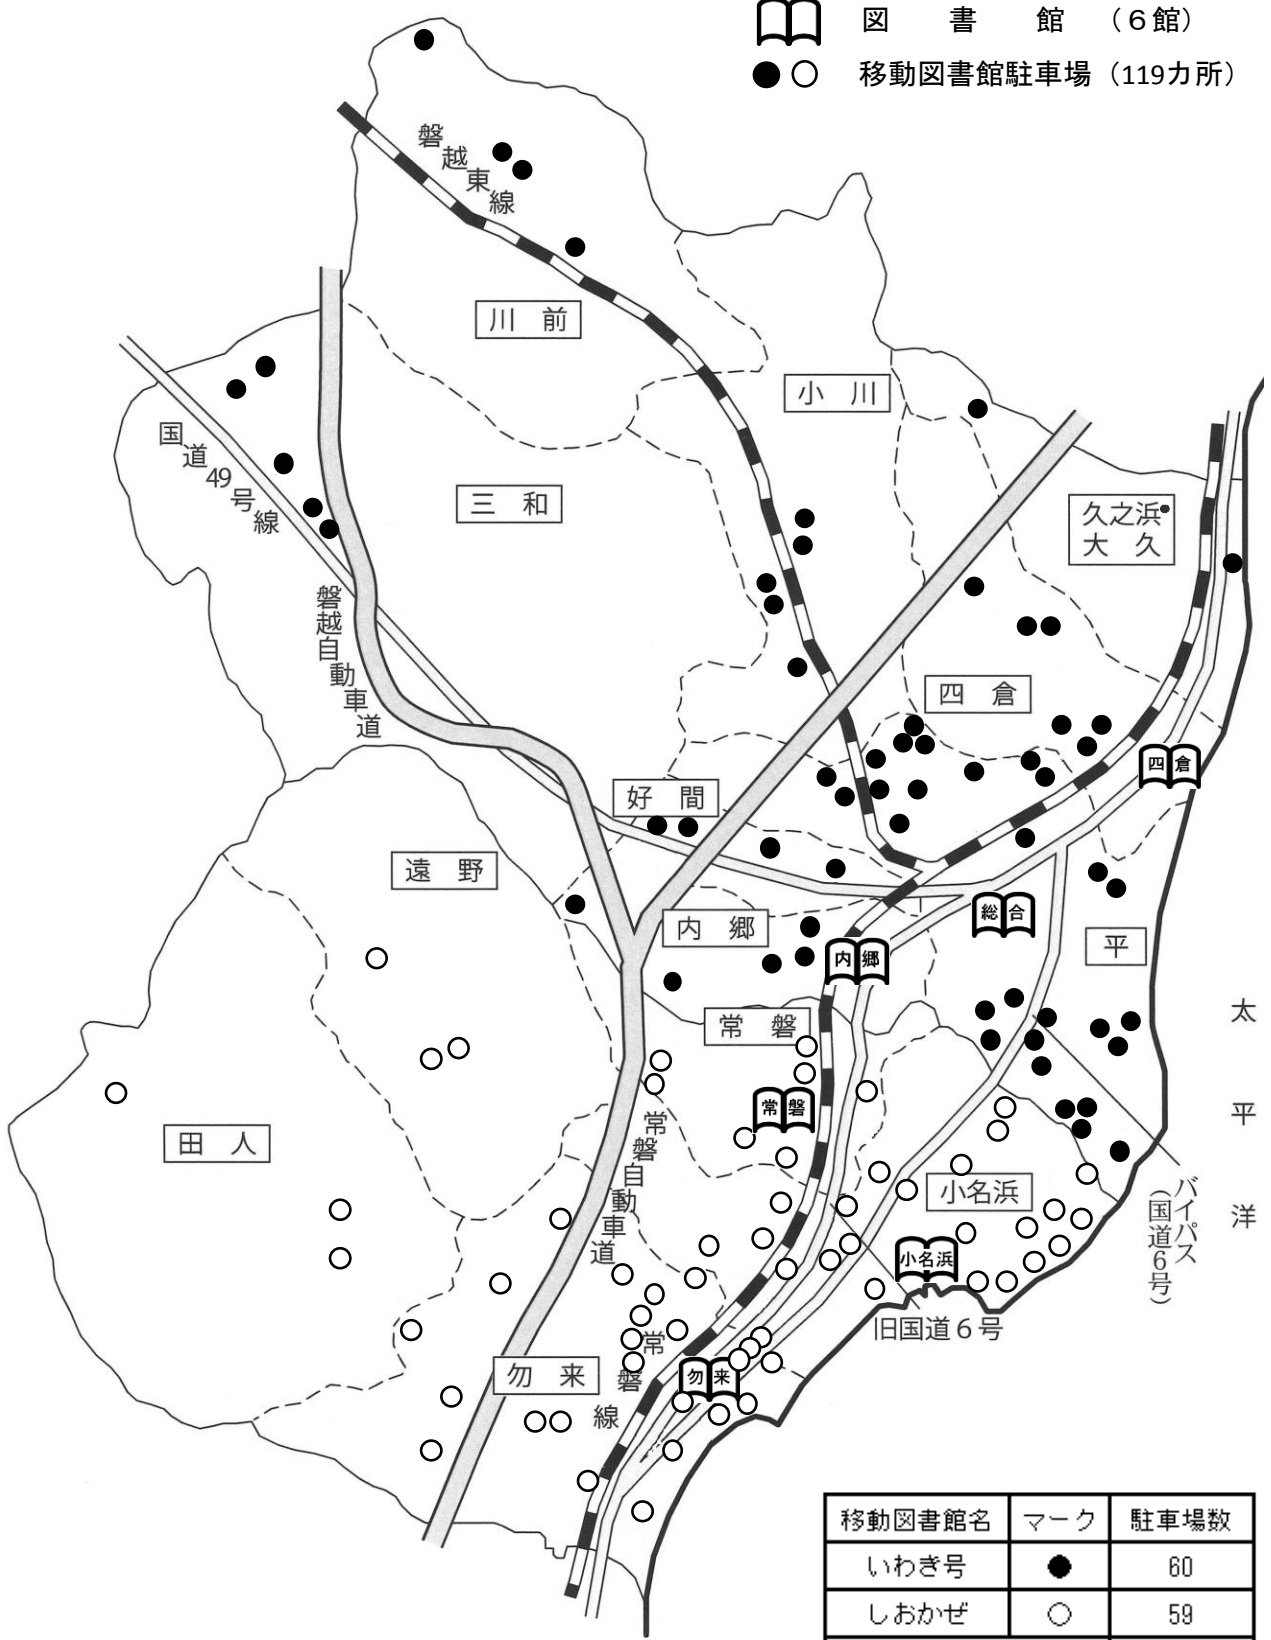 図　書　館　（６館）
移動図書館駐車場（119カ所）
磐越東線
川　前
小　川
国道49号線
三　和
久之浜
大　久
磐越自動車道
四　倉
四倉
好　間
遠　野
総合
内　郷
内郷
平
常　磐
太平洋
常磐
常磐自動車道
田　人
小名浜
バイパス
（国道６号）
小名浜
旧国道６号
常磐線
勿　来
勿来
移動図書館名 マーク 駐車場数
いわき号 ● 60
しおかぜ ○ 59